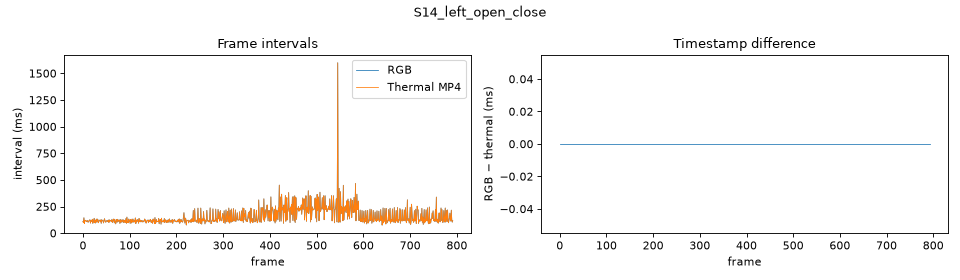 S14_left_open_close
Frame intervals
interval (ms)
1500
1250
1000
750
500
250
0
RGB
Thermal MP4
0 100 200 300 400 500 600 700 800
frame
Timestamp difference
RGB − thermal (ms)
0.04
0.02
0.00
−0.02
−0.04
0 100 200 300 400 500 600 700 800
frame